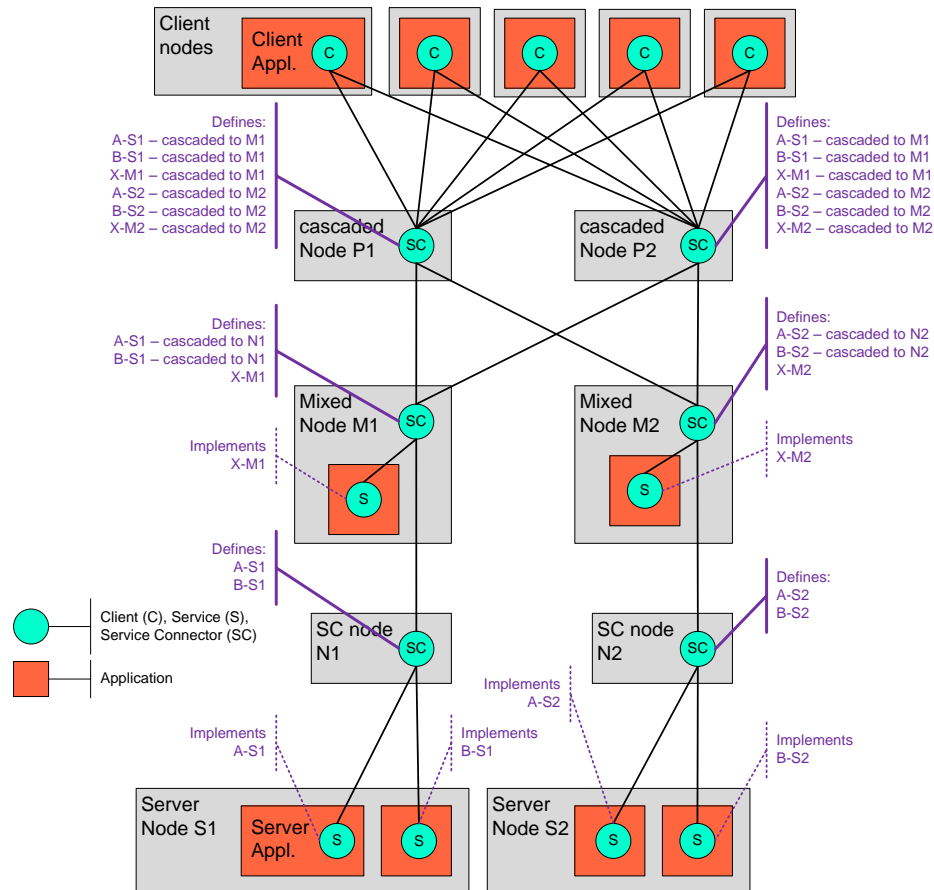 Client
nodes
Client
Appl.
C
C
C
C
C
Defines:
A-S1 – cascaded to M1
B-S1 – cascaded to M1
X-M1 – cascaded to M1
A-S2 – cascaded to M2
B-S2 – cascaded to M2
X-M2 – cascaded to M2
Defines:
A-S1 – cascaded to M1
B-S1 – cascaded to M1
X-M1 – cascaded to M1
A-S2 – cascaded to M2
B-S2 – cascaded to M2
X-M2 – cascaded to M2
cascaded
Node P1
SC
cascaded
Node P2
SC
Defines:
A-S1 – cascaded to N1
B-S1 – cascaded to N1
X-M1
Defines:
A-S2 – cascaded to N2
B-S2 – cascaded to N2
X-M2
Mixed
Node M1
SC
Mixed
Node M2
SC
Implements
X-M1
S
S
Implements
X-M2
Defines:
A-S1
B-S1
Defines:
A-S2
B-S2
Client (C), Service (S),
Service Connector (SC)
Application
SC node
N1
SC
SC node
N2
SC
Implements
A-S1
Implements
B-S1
Implements
A-S2
Implements
B-S2
Server
Node S1
Server
Appl.
S
S
Server
Node S2
S
S